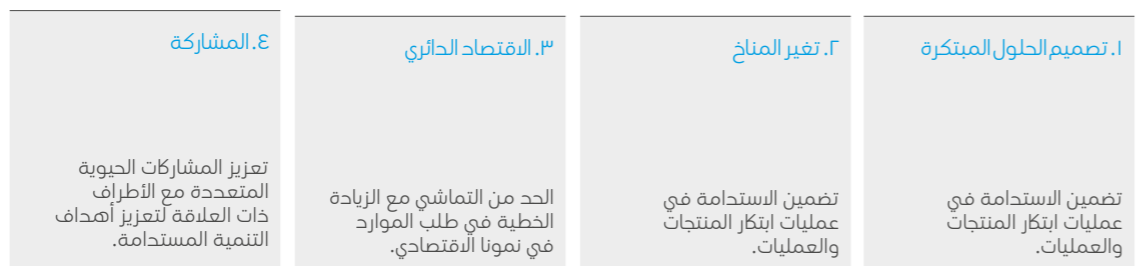 ١. تصميم الحلول المبتكرة
تضمين الاستدامة في
عمليات ابتكار المنتجات
والعمليات.
٢. تغير المناخ
تضمين الاستدامة في
عمليات ابتكار المنتجات
والعمليات.
٣. الاقتصاد الدائري
الحد من التماشي مع الزيادة
الخطية في طلب الموارد
في نمونا الاقتصادي.
٤. المشاركة
تعزيز المشاركات الحيوية
المتعددة مع الأطراف
ذات العلاقة لتعزيز أهداف
التنمية المستدامة.